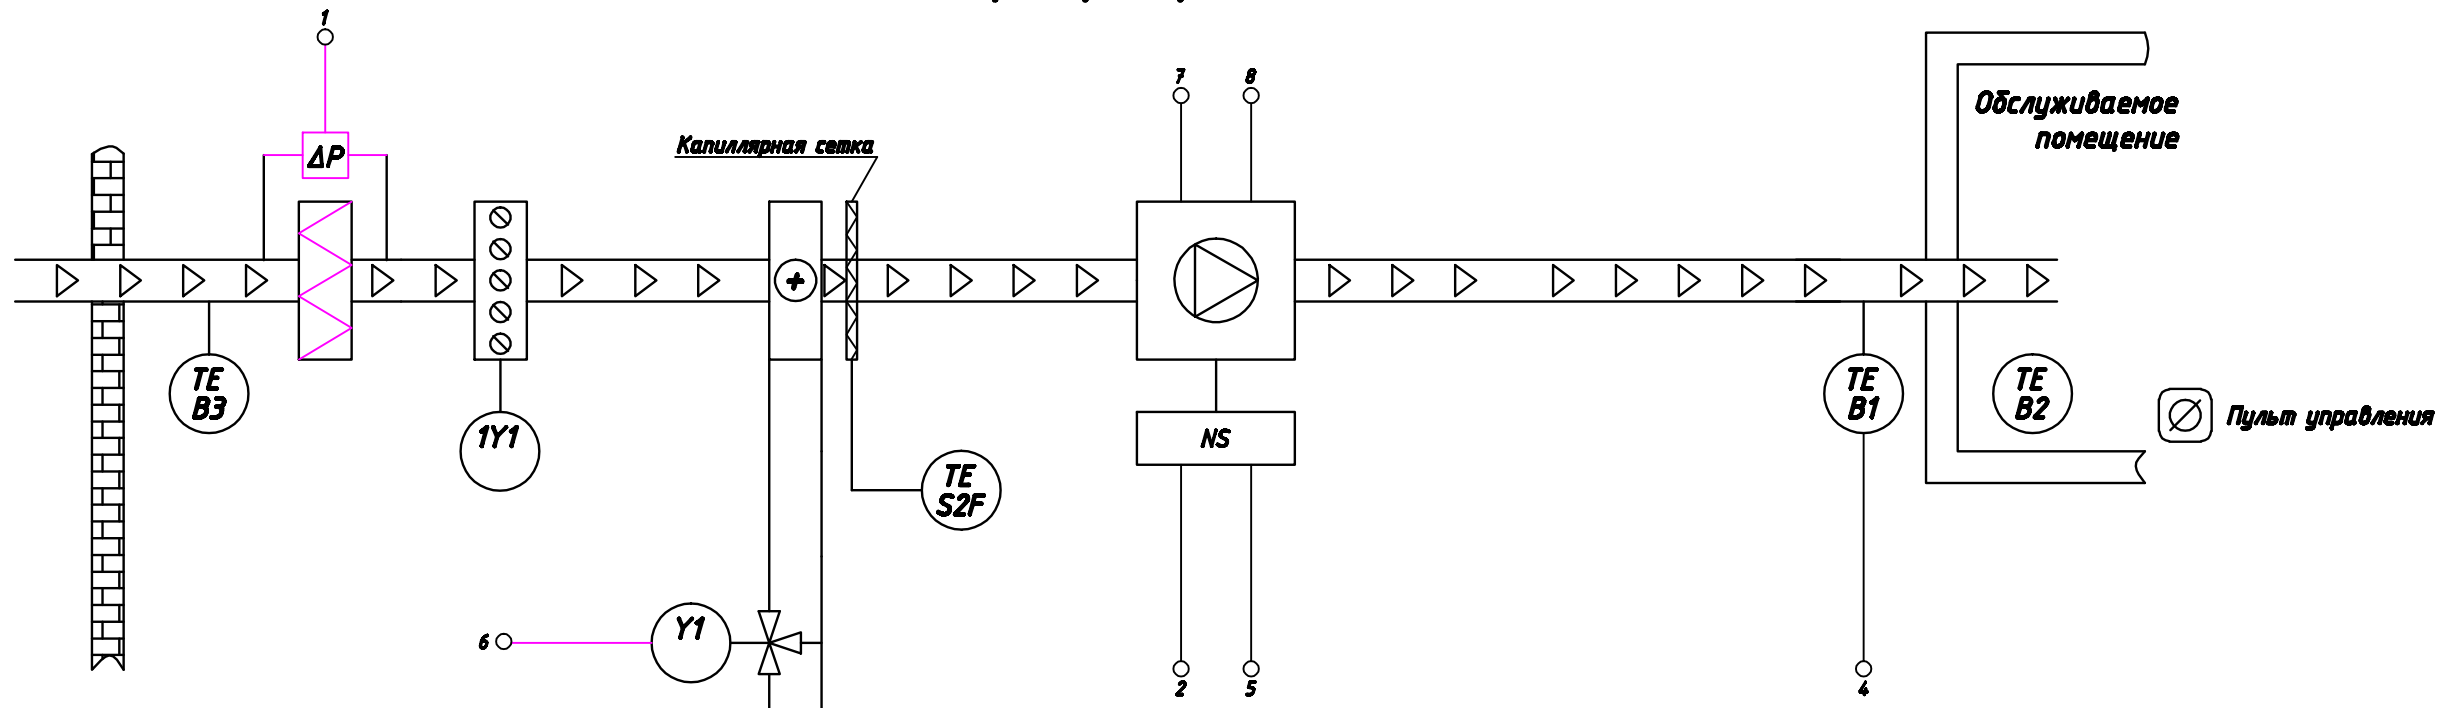 1
7
8
Обслуживаемое
помещение
ΔP
Капиллярная сетка
+
TE
B3
1Y1
TE
S2F
NS
TE
B1
TE
B2
Пульт управления
6
Y1
2
5
4